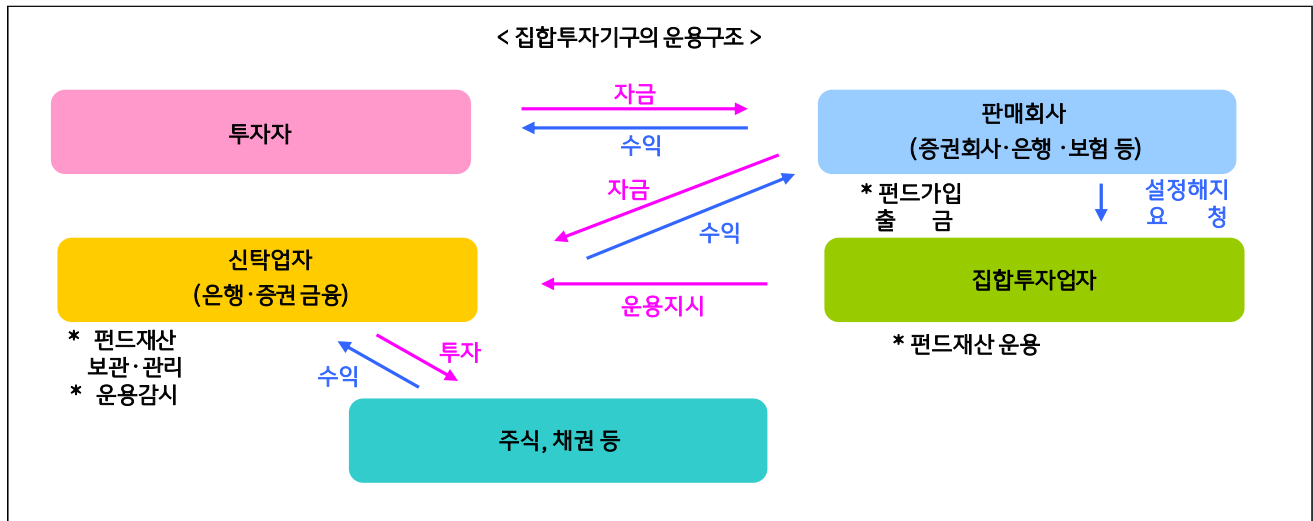 < 집합투자기구의 운용구조 >
투자자
자금
수익
판매회사
(증권회사·은행 ·보험 등)
자금
수익
* 펀드가입
출 금
설정해지
요 청
신탁업자
(은행·증권 금융)
운용지시
집합투자업자
* 펀드재산
보관·관리
* 운용감시
수익
투자
* 펀드재산 운용
주식, 채권 등